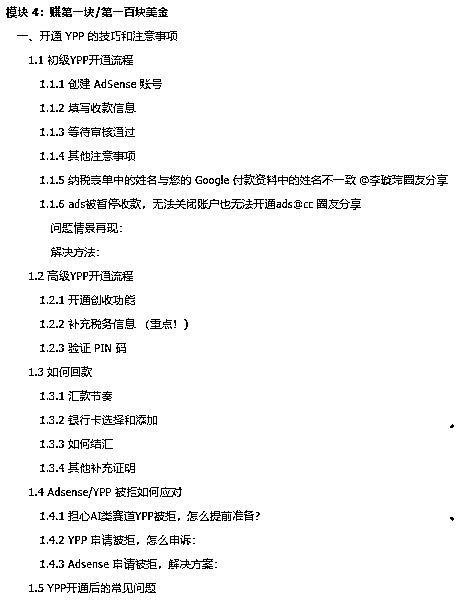 模块 4：赚第一块/第一百块美金
一、开通 YPP 的技巧和注意事项
1.1 初级YPP开通流程
1.1.1 创建 AdSense 账号
1.1.2 填写收款信息
1.1.3 等待审核通过
1.1.4 其他注意事项
1.1.5 纳税表单中的姓名与您的 Google 付款资料中的姓名不一致 @李璇玮圈友分享
1.1.6 ads被暂停收款，无法关闭账户也无法开通ads@cc 圈友分享
问题情景再现：
解决方法：
1.2 高级YPP开通流程
1.2.1 开通创收功能
1.2.2 补充税务信息 （重点！）
1.2.3 验证 PIN 码
1.3 如何回款
1.3.1 汇款节奏
1.3.2 银行卡选择和添加
1.3.3 如何结汇
1.3.4 其他补充证明
1.4 Adsense/YPP 被拒如何应对
1.4.1 担心AI类赛道YPP被拒，怎么提前准备？
1.4.2 YPP 申请被拒，怎么申诉：
1.4.3 Adsense 申请被拒，解决方案：
1.5 YPP开通后的常见问题